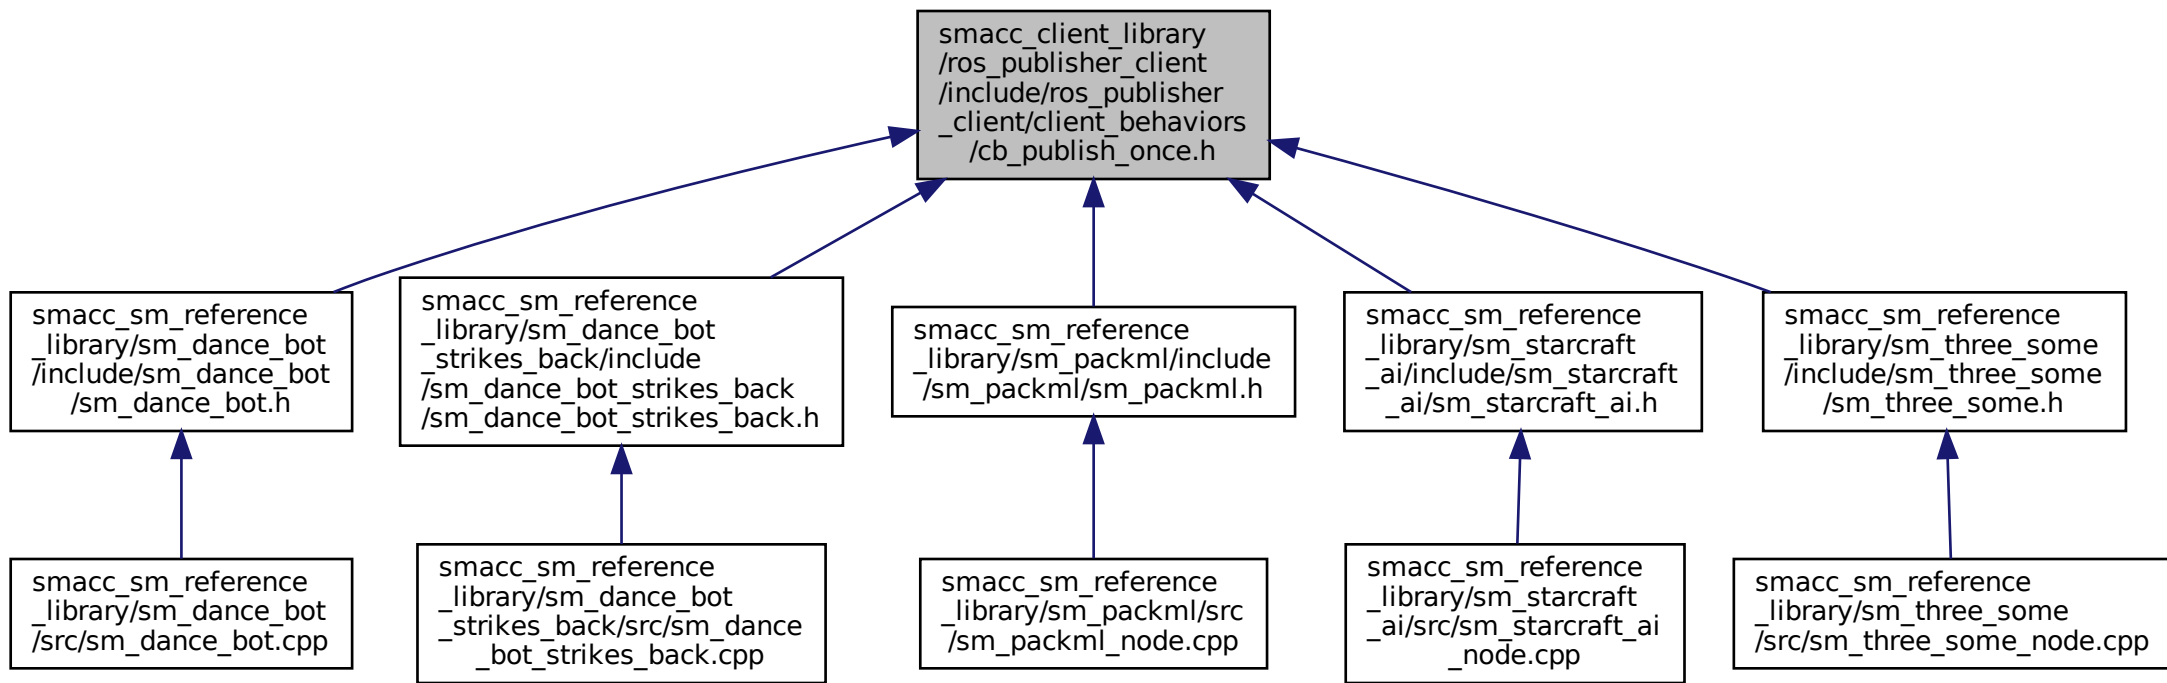 smacc_client_library
/ros_publisher_client
/include/ros_publisher
_client/client_behaviors
/cb_publish_once.h
smacc_sm_reference
_library/sm_dance_bot
/include/sm_dance_bot
/sm_dance_bot.h
smacc_sm_reference
_library/sm_dance_bot
_strikes_back/include
/sm_dance_bot_strikes_back
/sm_dance_bot_strikes_back.h
smacc_sm_reference
_library/sm_packml/include
/sm_packml/sm_packml.h
smacc_sm_reference
_library/sm_starcraft
_ai/include/sm_starcraft
_ai/sm_starcraft_ai.h
smacc_sm_reference
_library/sm_three_some
/include/sm_three_some
/sm_three_some.h
smacc_sm_reference
_library/sm_dance_bot
/src/sm_dance_bot.cpp
smacc_sm_reference
_library/sm_dance_bot
_strikes_back/src/sm_dance
_bot_strikes_back.cpp
smacc_sm_reference
_library/sm_packml/src
/sm_packml_node.cpp
smacc_sm_reference
_library/sm_starcraft
_ai/src/sm_starcraft_ai
_node.cpp
smacc_sm_reference
_library/sm_three_some
/src/sm_three_some_node.cpp